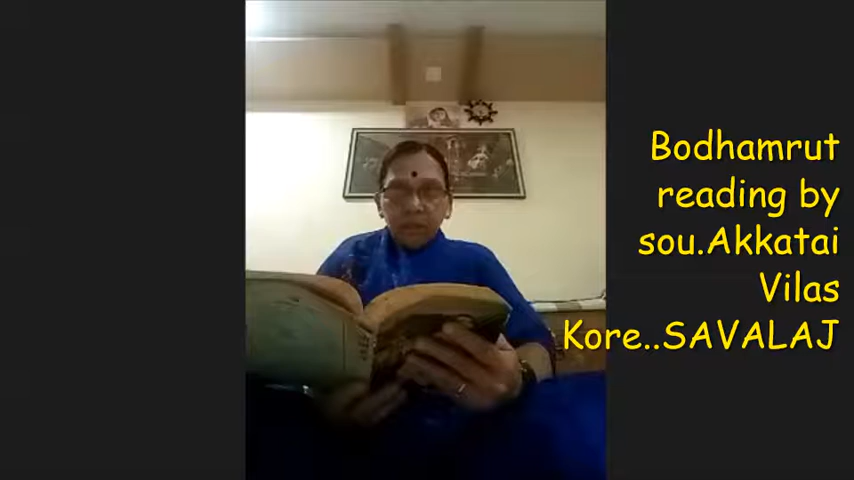 Bodhamrut
reading by
sou.Akkatai
Vilas
Kore..SAVALAJ